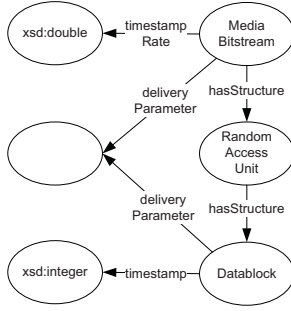 xsd:double
timestamp
Rate
Media
Bitstream
delivery
Parameter
hasStructure
Random
Access
Unit
delivery
Parameter
hasStructure
xsd:integer
timestamp
Datablock